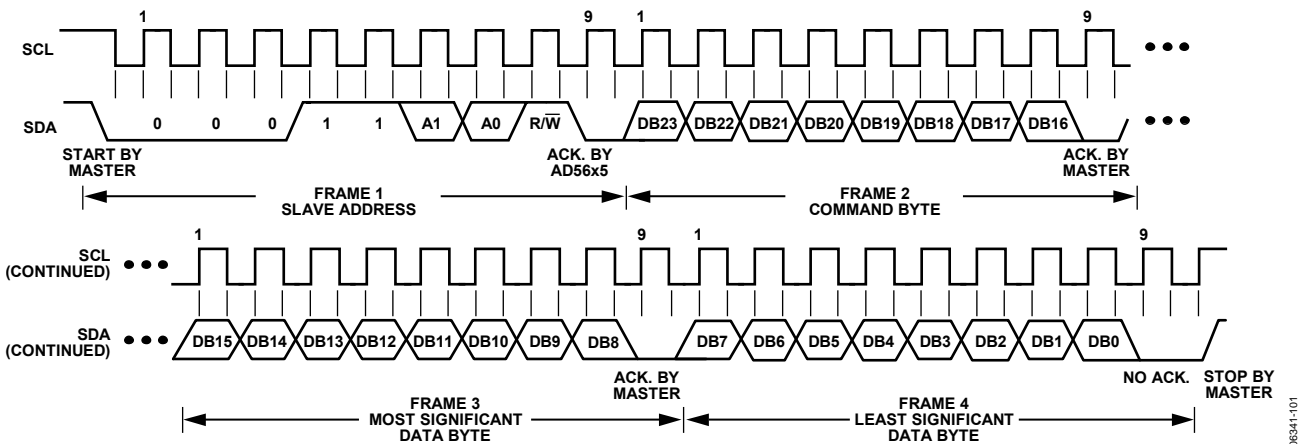 1 9 1 9
SCL
SDA 0 0 0 1 1 A1 A0 R/W̅ DB23 DB22 DB21 DB20 DB19 DB18 DB17 DB16
START BY
MASTER
ACK. BY
AD56x5
ACK. BY
MASTER
FRAME 1
SLAVE ADDRESS
FRAME 2
COMMAND BYTE
1 9 1 9
SCL
(CONTINUED)
SDA
(CONTINUED)
DB15 DB14 DB13 DB12 DB11 DB10 DB9 DB8 DB7 DB6 DB5 DB4 DB3 DB2 DB1 DB0
ACK. BY
MASTER
NO ACK.
STOP BY
MASTER
FRAME 3
MOST SIGNIFICANT
DATA BYTE
FRAME 4
LEAST SIGNIFICANT
DATA BYTE
06341-101